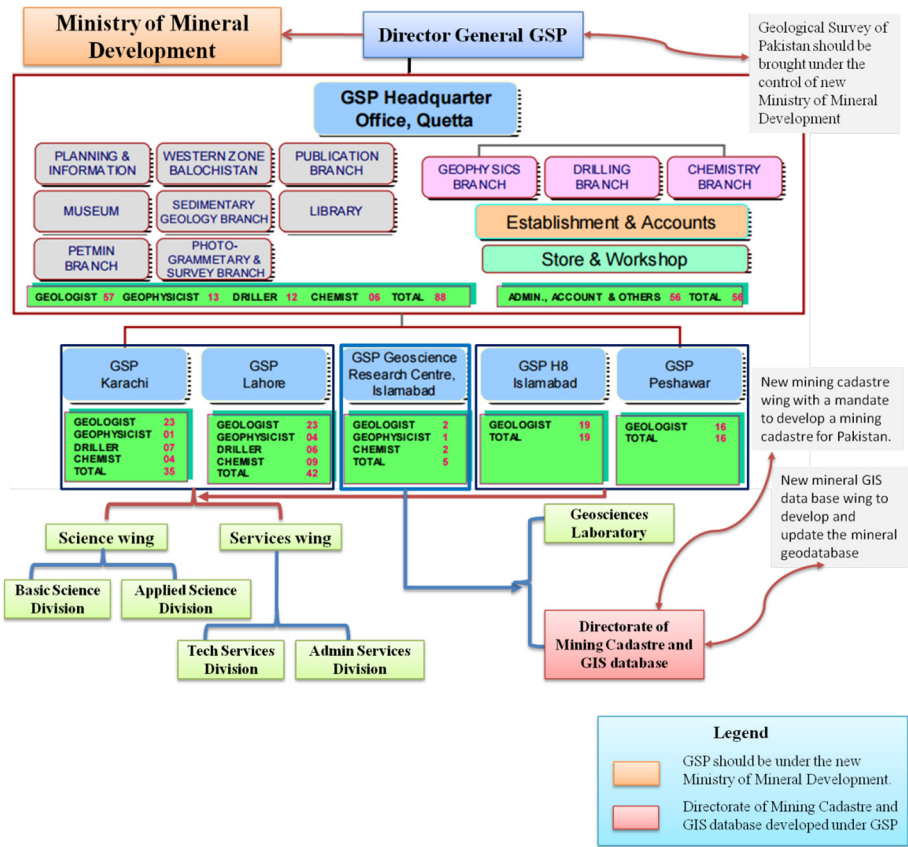 Ministry of Mineral
Development
Director General GSP
Geological Survey of
Pakistan should be
brought under the
control of new
Ministry of Mineral
Development
GSP Headquarter
Office, Quetta
PLANNING &
INFORMATION
WESTERN ZONE
BALOCHISTAN
PUBLICATION
BRANCH
GEOPHYSICS
BRANCH
DRILLING
BRANCH
CHEMISTRY
BRANCH
MUSEUM
SEDIMENTARY
GEOLOGY BRANCH
LIBRARY
Establishment & Accounts
PETMIN
BRANCH
PHOTO-
GRAMMETARY &
SURVEY BRANCH
Store & Workshop
GEOLOGIST 57 GEOPHYSICIST 13 DRILLER 12 CHEMIST 06 TOTAL 88
ADMIN., ACCOUNT & OTHERS 56 TOTAL 56
GSP
Karachi
GSP
Lahore
GSP Geoscience
Research Centre,
Islamabad
GSP H8
Islamabad
GSP
Peshawar
GEOLOGIST 23
GEOPHYSICIST 01
DRILLER 07
CHEMIST 04
TOTAL 35
GEOLOGIST 23
GEOPHYSICIST 04
DRILLER 06
CHEMIST 09
TOTAL 42
GEOLOGIST 2
GEOPHYSICIST 1
CHEMIST 2
TOTAL 5
GEOLOGIST 19
TOTAL 19
GEOLOGIST 16
TOTAL 16
New mining cadastre
wing with a mandate
to develop a mining
cadastre for Pakistan.
New mineral GIS
data base wing to
develop and
update the mineral
geodatabase
Science wing
Services wing
Geosciences
Laboratory
Basic Science
Division
Applied Science
Division
Tech Services
Division
Admin Services
Division
Directorate of
Mining Cadastre and
GIS database
Legend
GSP should be under the new
Ministry of Mineral Development.
Directorate of Mining Cadastre and
GIS database developed under GSP